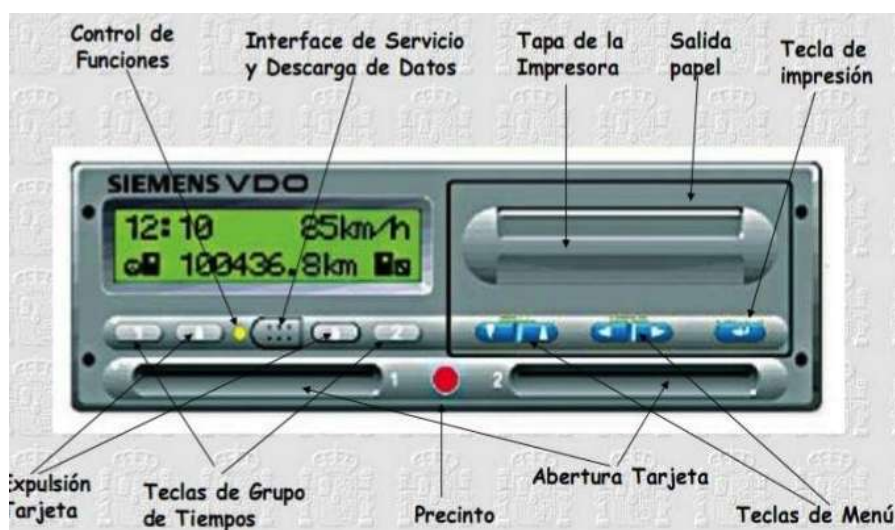 Control de
Funciones
Interface de Servicio
y Descarga de Datos
Tapa de la
Impresora
Salida
papel
Tecla de
impresión
SIEMENS VDO
12:10 85km/h
100436.8km
1
2
1
2
Expulsión
Tarjeta
Teclas de Grupo
de Tiempos
Precinto
Abertura Tarjeta
Teclas de Menú